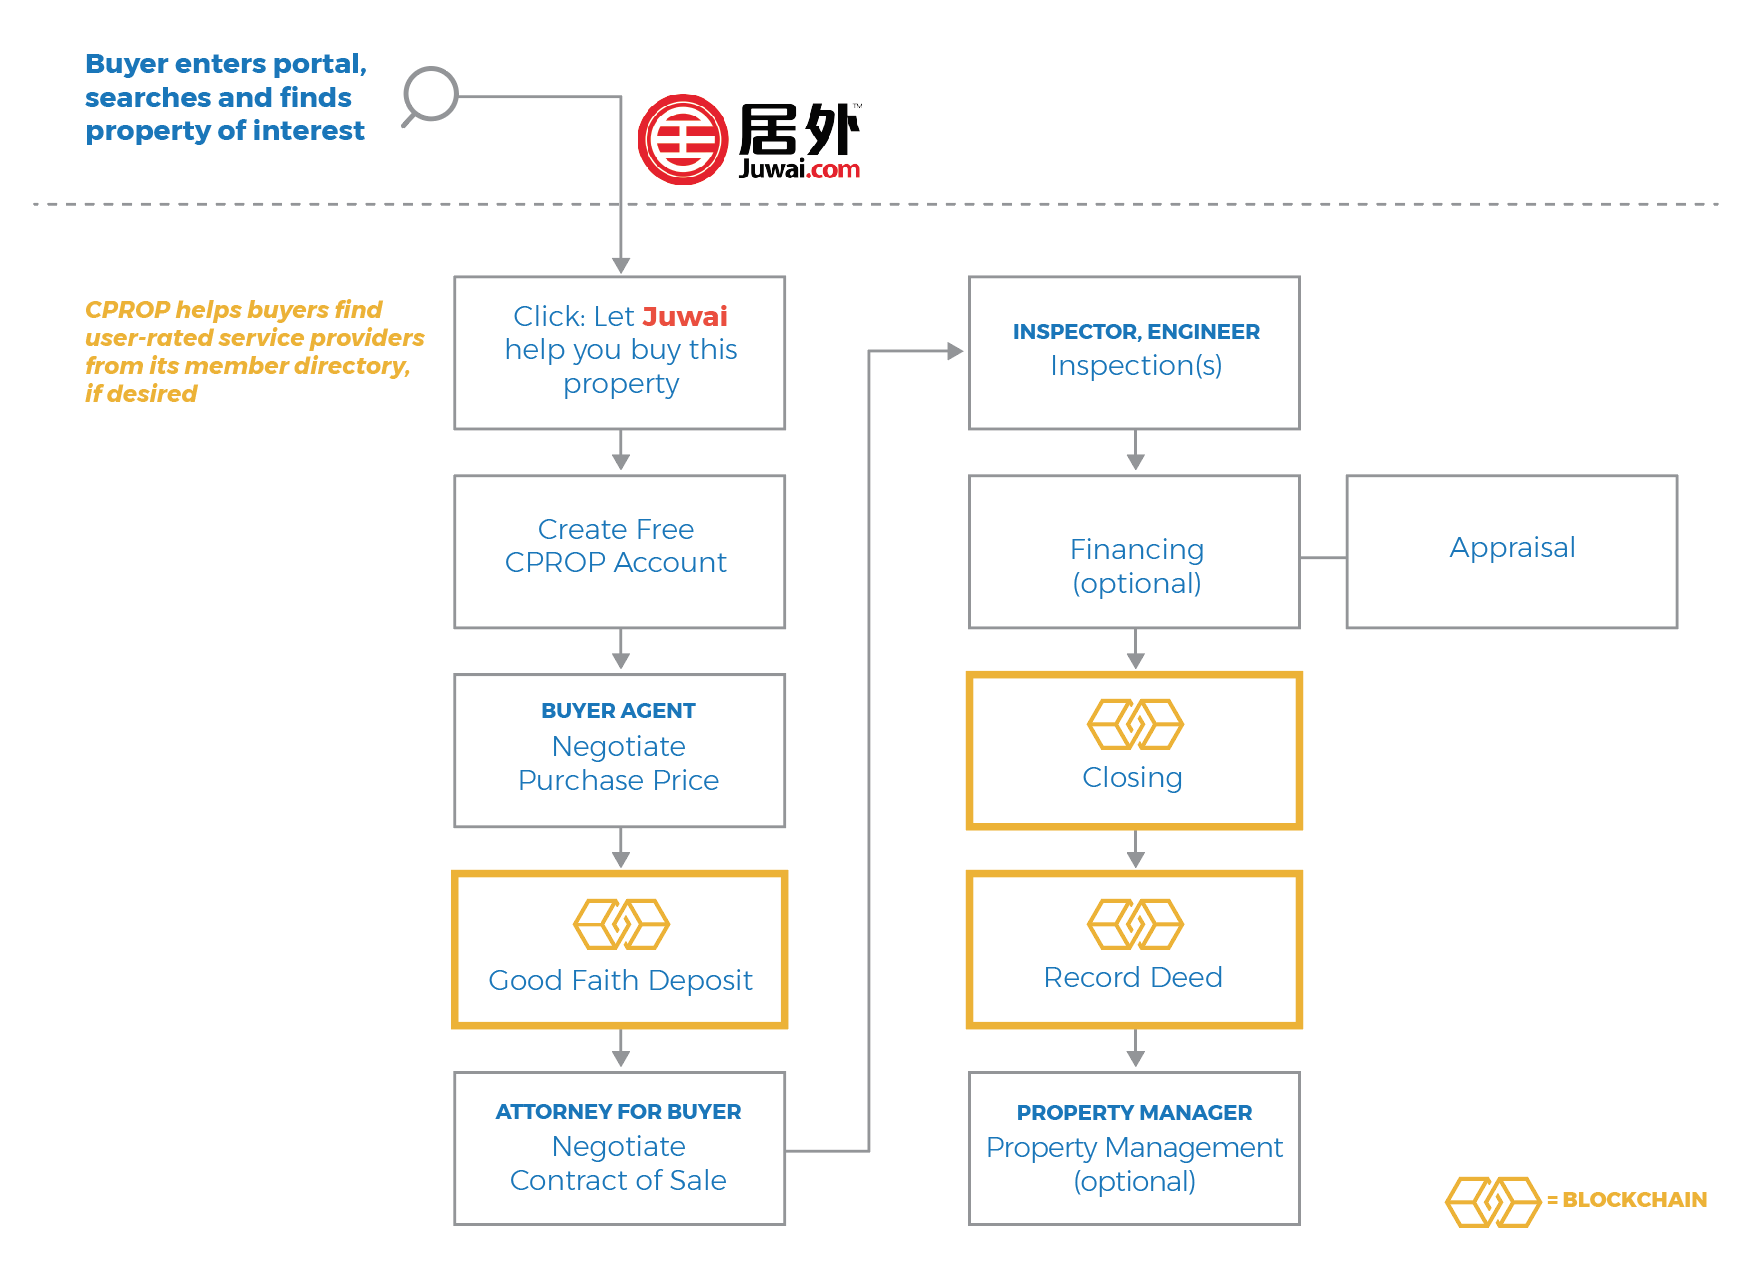 Buyer enters portal,
searches and finds
property of interest
居外™
Juwai.com
CPROP helps buyers find
user-rated service providers
from its member directory,
if desired
Click: Let Juwai
help you buy this
property
Create Free
CPROP Account
BUYER AGENT
Negotiate
Purchase Price
Good Faith Deposit
ATTORNEY FOR BUYER
Negotiate
Contract of Sale
INSPECTOR, ENGINEER
Inspection(s)
Financing
(optional)
Appraisal
Closing
Record Deed
PROPERTY MANAGER
Property Management
(optional)
= BLOCKCHAIN